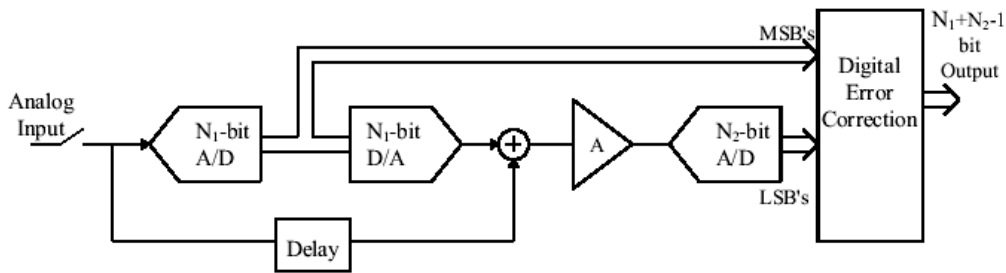 Analog
Input
N₁-bit
A/D
N₁-bit
D/A
Delay
+
A
N₂-bit
A/D
MSB's
LSB's
Digital
Error
Correction
N₁+N₂-1
bit
Output